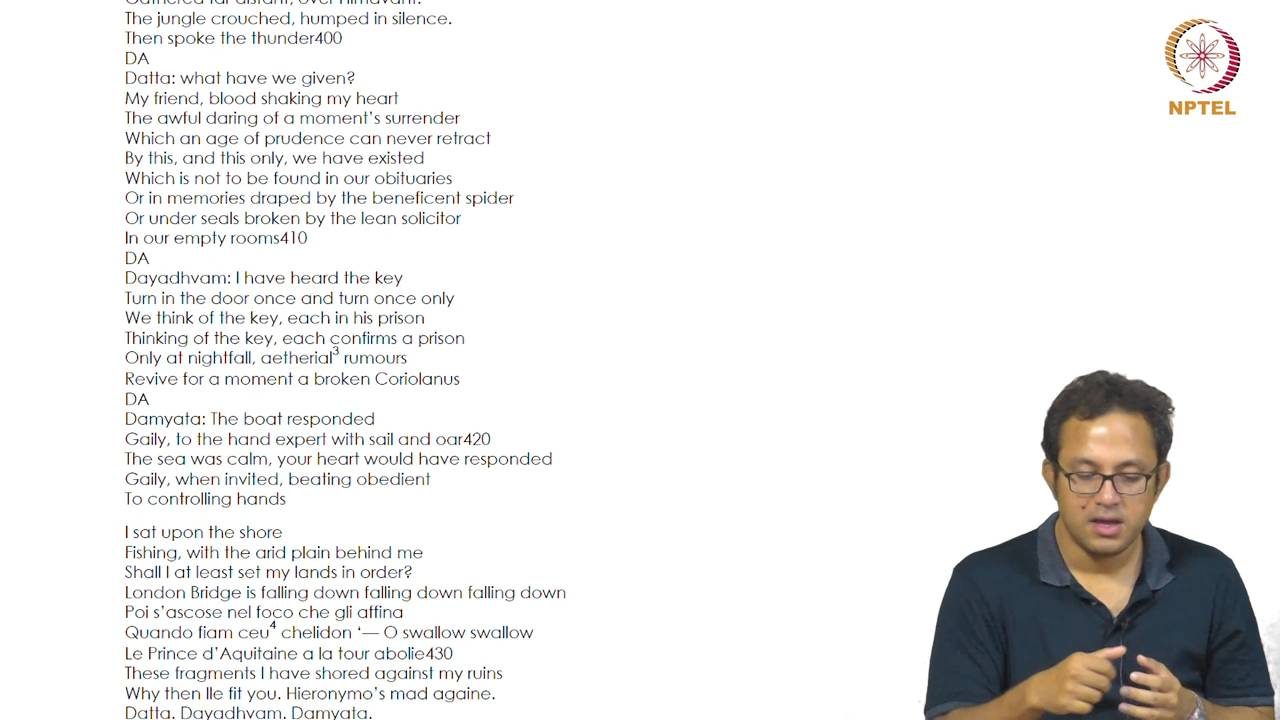 Gathered far distant, over Himavant.
The jungle crouched, humped in silence.
Then spoke the thunder400
DA
Datta: what have we given?
My friend, blood shaking my heart
The awful daring of a moment’s surrender
Which an age of prudence can never retract
By this, and this only, we have existed
Which is not to be found in our obituaries
Or in memories draped by the beneficent spider
Or under seals broken by the lean solicitor
In our empty rooms410
DA
Dayadhvam: I have heard the key
Turn in the door once and turn once only
We think of the key, each in his prison
Thinking of the key, each confirms a prison
Only at nightfall, aetherial³ rumours
Revive for a moment a broken Coriolanus
DA
Damyata: The boat responded
Gaily, to the hand expert with sail and oar420
The sea was calm, your heart would have responded
Gaily, when invited, beating obedient
To controlling hands
I sat upon the shore
Fishing, with the arid plain behind me
Shall I at least set my lands in order?
London Bridge is falling down falling down falling down
Poi s’ascose nel foco che gli affina
Quando fiam ceu⁴ chelidon ‘— O swallow swallow
Le Prince d’Aquitaine a la tour abolie430
These fragments I have shored against my ruins
Why then Ile fit you. Hieronymo’s mad againe.
Datta. Dayadhvam. Damyata.
NPTEL